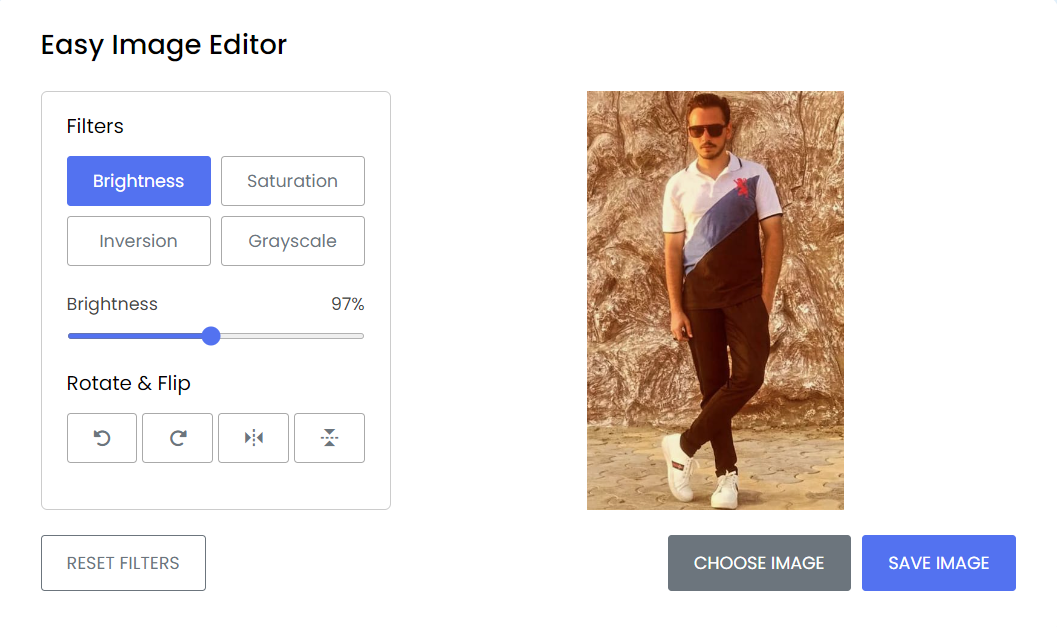 Easy Image Editor
Filters
Brightness
Saturation
Inversion
Grayscale
Brightness
97%
Rotate & Flip
RESET FILTERS
CHOOSE IMAGE
SAVE IMAGE